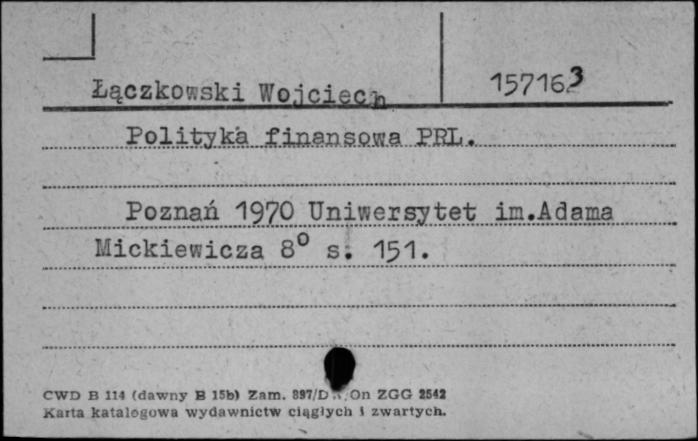 Łączkowski Wojciech 157163
Polityka finansowa PRL.
Poznań 1970 Uniwersytet im.Adama
Mickiewicza 8° s. 151.
CWD B 114 (dawny B 15b) Zam. 897/D On ZGG 2542
Karta katalogowa wydawnictw ciągłych i zwartych.